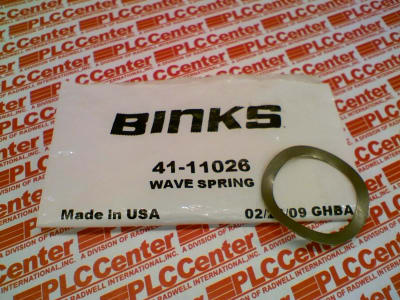 BINKS
41-11026
WAVE SPRING
Made in USA
GHBA
PLCCenter
A DIVISION OF RADWELL INTERNATIONAL, INC.